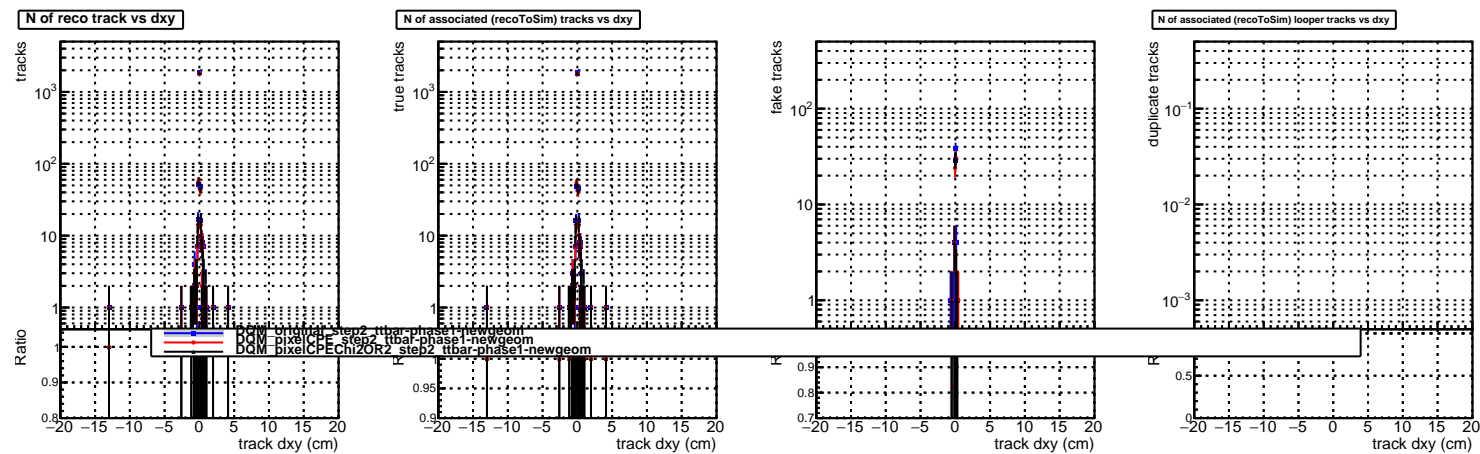 N of reco track vs dxy
tracks
10³
10²
10
1
Ratio
1
0.9
0.8
−20 −15 −10 −5 0 5 10 15 20
track dxy (cm)
N of associated (recoToSim) tracks vs dxy
true tracks
10³
10²
10
1
0.95
0.9
−20 −15 −10 −5 0 5 10 15 20
track dxy (cm)
fake tracks
10²
10
1
0.9
0.8
0.7
−20 −15 −10 −5 0 5 10 15 20
track dxy (cm)
N of associated (recoToSim) looper tracks vs dxy
duplicate tracks
10⁻¹
10⁻²
10⁻³
0.5
0
−20 −15 −10 −5 0 5 10 15 20
track dxy (cm)
DQM_original_step2_ttbar-phase1-newgeom
DQM_pixelCPE_step2_ttbar-phase1-newgeom
DQM_pixelCPEChi2OR2_step2_ttbar-phase1-newgeom